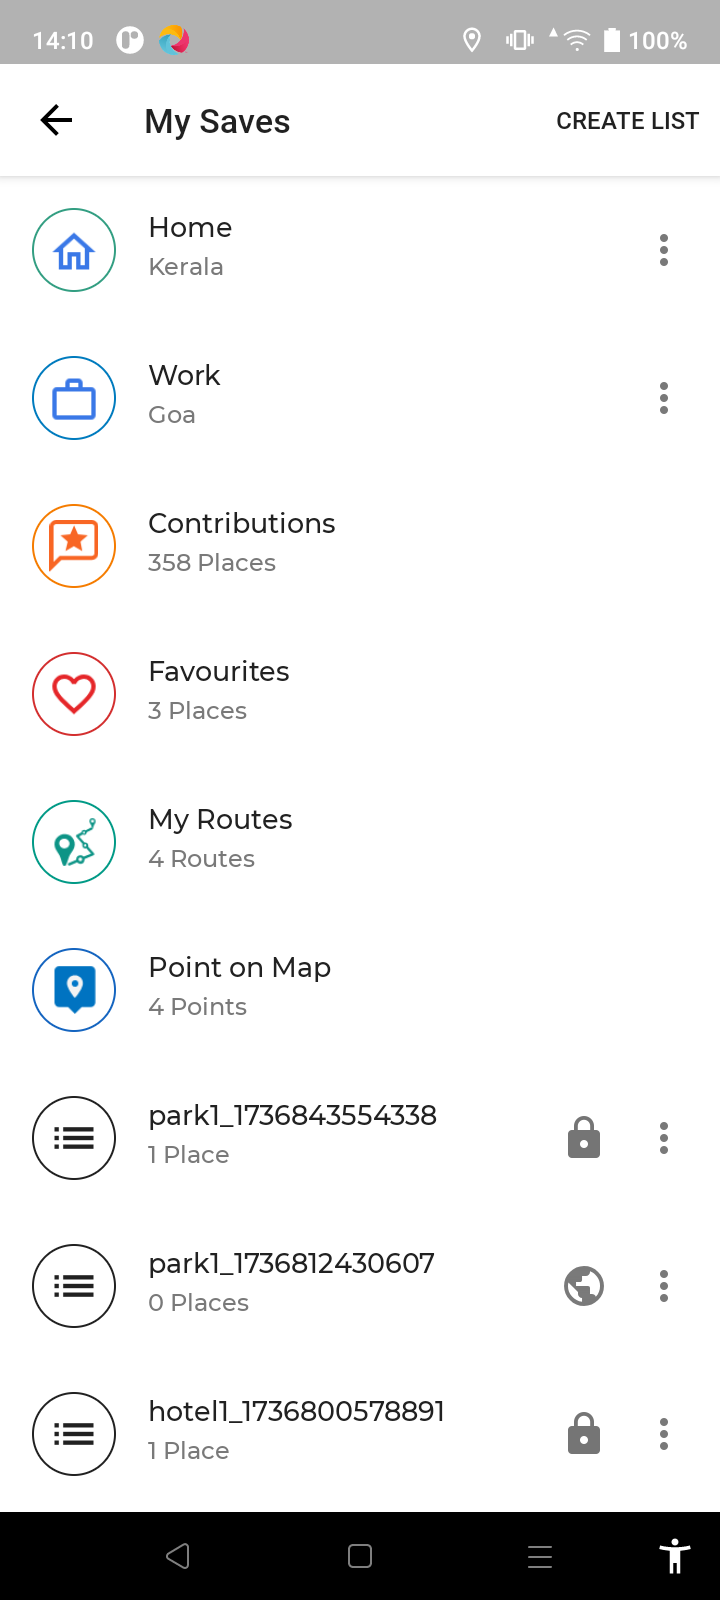 14:10
100%
My Saves
CREATE LIST
Home
Kerala
Work
Goa
Contributions
358 Places
Favourites
3 Places
My Routes
4 Routes
Point on Map
4 Points
park1_1736843554338
1 Place
park1_1736812430607
0 Places
hotel1_1736800578891
1 Place